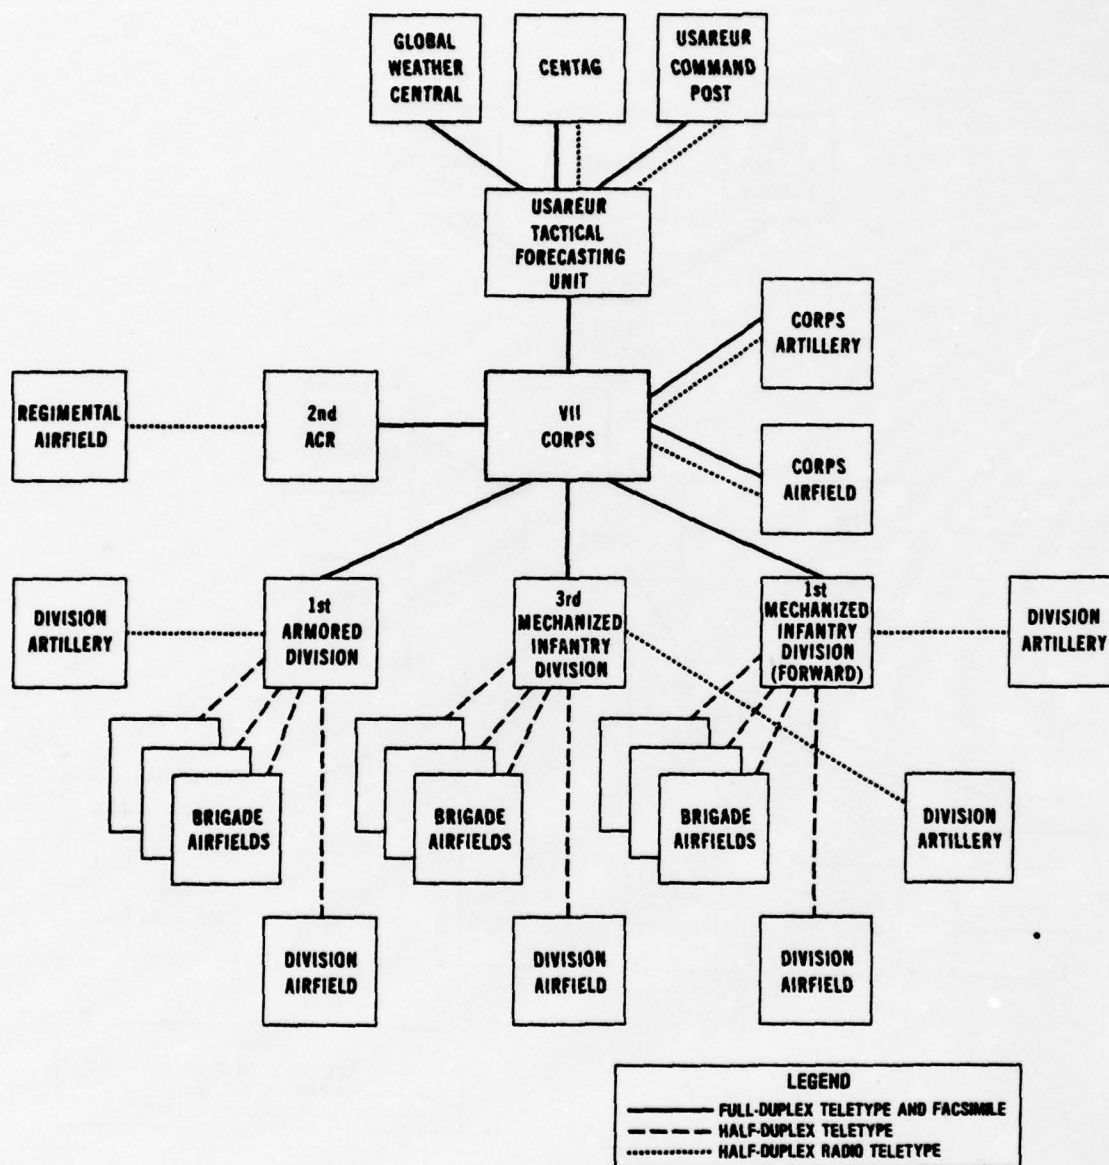 GLOBAL
WEATHER
CENTRAL
CENTAG
USAREUR
COMMAND
POST
USAREUR
TACTICAL
FORECASTING
UNIT
CORPS
ARTILLERY
REGIMENTAL
AIRFIELD
2nd
ACR
VII
CORPS
CORPS
AIRFIELD
DIVISION
ARTILLERY
1st
ARMORED
DIVISION
3rd
MECHANIZED
INFANTRY
DIVISION
1st
MECHANIZED
INFANTRY
DIVISION
(FORWARD)
DIVISION
ARTILLERY
BRIGADE
AIRFIELDS
BRIGADE
AIRFIELDS
BRIGADE
AIRFIELDS
DIVISION
ARTILLERY
DIVISION
AIRFIELD
DIVISION
AIRFIELD
DIVISION
AIRFIELD
LEGEND
FULL-DUPLEX TELETYPE AND FACSIMILE
HALF-DUPLEX TELETYPE
HALF-DUPLEX RADIO TELETYPE